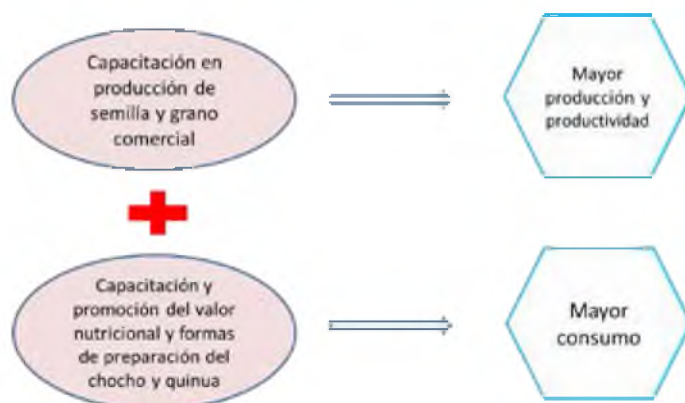 Capacitación en
producción de
semilla y grano
comercial
Mayor
producción y
productividad
Capacitación y
promoción del valor
nutricional y formas
de preparación del
chocho y quinua
Mayor
consumo